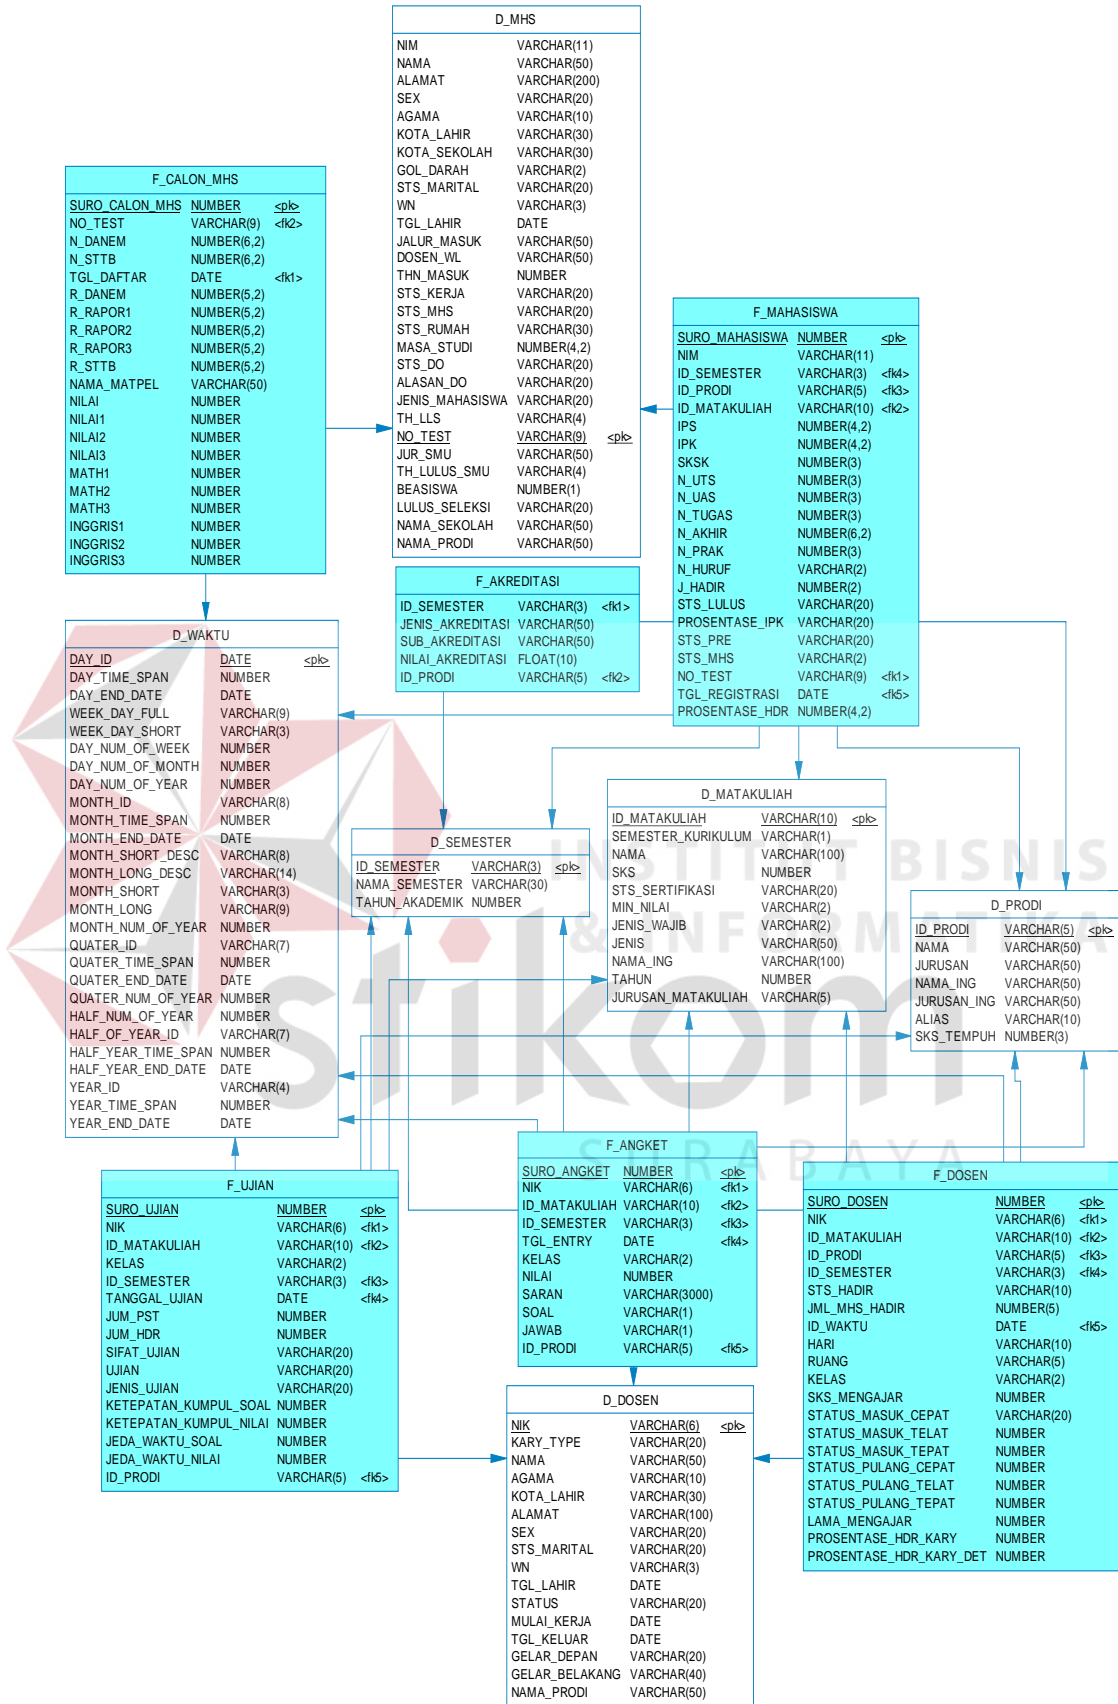 D_MHS
NIM VARCHAR(11)
NAMA VARCHAR(50)
ALAMAT VARCHAR(200)
SEX VARCHAR(20)
AGAMA VARCHAR(10)
KOTA_LAHIR VARCHAR(30)
KOTA_SEKOLAH VARCHAR(30)
GOL_DARAH VARCHAR(2)
STS_MARITAL VARCHAR(20)
WN VARCHAR(3)
TGL_LAHIR DATE
JALUR_MASUK VARCHAR(50)
DOSEN_WL VARCHAR(50)
THN_MASUK NUMBER
STS_KERJA VARCHAR(20)
STS_MHS VARCHAR(20)
STS_RUMAH VARCHAR(30)
MASA_STUDI NUMBER(4,2)
STS_DO VARCHAR(20)
ALASAN_DO VARCHAR(20)
JENIS_MAHASISWA VARCHAR(20)
TH_LLS VARCHAR(4)
NO_TEST VARCHAR(9) <pk>
JUR_SMU VARCHAR(50)
TH_LULUS_SMU VARCHAR(4)
BEASISWA NUMBER(1)
LULUS_SELEKSI VARCHAR(20)
NAMA_SEKOLAH VARCHAR(50)
NAMA_PRODI VARCHAR(50)
F_CALON_MHS
SURO_CALON_MHS NUMBER <pk>
NO_TEST VARCHAR(9) <fk2>
N_DANEM NUMBER(6,2)
N_STTB NUMBER(6,2)
TGL_DAFTAR DATE <fk1>
R_DANEM NUMBER(5,2)
R_RAPOR1 NUMBER(5,2)
R_RAPOR2 NUMBER(5,2)
R_RAPOR3 NUMBER(5,2)
R_STTB NUMBER(5,2)
NAMA_MATPEL VARCHAR(50)
NILAI NUMBER
NILAI1 NUMBER
NILAI2 NUMBER
NILAI3 NUMBER
MATH1 NUMBER
MATH2 NUMBER
MATH3 NUMBER
INGGRIS1 NUMBER
INGGRIS2 NUMBER
INGGRIS3 NUMBER
F_MAHASISWA
SURO_MAHASISWA NUMBER <pk>
NIM VARCHAR(11)
ID_SEMESTER VARCHAR(3) <fk4>
ID_PRODI VARCHAR(5) <fk3>
ID_MATAKULIAH VARCHAR(10) <fk2>
IPS NUMBER(4,2)
IPK NUMBER(4,2)
SKSK NUMBER(3)
N_UTS NUMBER(3)
N_UAS NUMBER(3)
N_TUGAS NUMBER(3)
N_AKHIR NUMBER(6,2)
N_PRAK NUMBER(3)
N_HURUF VARCHAR(2)
J_HADIR NUMBER(2)
STS_LULUS VARCHAR(20)
PROSENTASE_IPK VARCHAR(20)
STS_PRE VARCHAR(20)
STS_MHS VARCHAR(2)
NO_TEST VARCHAR(9) <fk1>
TGL_REGISTRASI DATE <fk5>
PROSENTASE_HDR NUMBER(4,2)
F_AKREDITASI
ID_SEMESTER VARCHAR(3) <fk1>
JENIS_AKREDITASI VARCHAR(50)
SUB_AKREDITASI VARCHAR(50)
NILAI_AKREDITASI FLOAT(10)
ID_PRODI VARCHAR(5) <fk2>
D_WAKTU
DAY_ID DATE <pk>
DAY_TIME_SPAN NUMBER
DAY_END_DATE DATE
WEEK_DAY_FULL VARCHAR(9)
WEEK_DAY_SHORT VARCHAR(3)
DAY_NUM_OF_WEEK NUMBER
DAY_NUM_OF_MONTH NUMBER
DAY_NUM_OF_YEAR NUMBER
MONTH_ID VARCHAR(8)
MONTH_TIME_SPAN NUMBER
MONTH_END_DATE DATE
MONTH_SHORT_DESC VARCHAR(8)
MONTH_LONG_DESC VARCHAR(14)
MONTH_SHORT VARCHAR(3)
MONTH_LONG VARCHAR(9)
MONTH_NUM_OF_YEAR NUMBER
QUATER_ID VARCHAR(7)
QUATER_TIME_SPAN NUMBER
QUATER_END_DATE DATE
QUATER_NUM_OF_YEAR NUMBER
HALF_NUM_OF_YEAR NUMBER
HALF_OF_YEAR_ID VARCHAR(7)
HALF_YEAR_TIME_SPAN NUMBER
HALF_YEAR_END_DATE DATE
YEAR_ID VARCHAR(4)
YEAR_TIME_SPAN NUMBER
YEAR_END_DATE DATE
D_SEMESTER
ID_SEMESTER VARCHAR(3) <pk>
NAMA_SEMESTER VARCHAR(30)
TAHUN_AKADEMIK NUMBER
D_MATAKULIAH
ID_MATAKULIAH VARCHAR(10) <pk>
SEMESTER_KURIKULUM VARCHAR(1)
NAMA VARCHAR(100)
SKS NUMBER
STS_SERTIFIKASI VARCHAR(20)
MIN_NILAI VARCHAR(2)
JENIS_WAJIB VARCHAR(2)
JENIS VARCHAR(50)
NAMA_ING VARCHAR(100)
TAHUN NUMBER
JURUSAN_MATAKULIAH VARCHAR(5)
D_PRODI
ID_PRODI VARCHAR(5) <pk>
NAMA VARCHAR(50)
JURUSAN VARCHAR(50)
NAMA_ING VARCHAR(50)
JURUSAN_ING VARCHAR(50)
ALIAS VARCHAR(10)
SKS_TEMPUH NUMBER(3)
INSTITUT BISNIS
& INFORMATIKA
stikom
SURABAYA
F_UJIAN
SURO_UJIAN NUMBER <pk>
NIK VARCHAR(6) <fk1>
ID_MATAKULIAH VARCHAR(10) <fk2>
KELAS VARCHAR(2)
ID_SEMESTER VARCHAR(3) <fk3>
TANGGAL_UJIAN DATE <fk4>
JUM_PST NUMBER
JUM_HDR NUMBER
SIFAT_UJIAN VARCHAR(20)
UJIAN VARCHAR(20)
JENIS_UJIAN VARCHAR(20)
KETEPATAN_KUMPUL_SOAL NUMBER
KETEPATAN_KUMPUL_NILAI NUMBER
JEDA_WAKTU_SOAL NUMBER
JEDA_WAKTU_NILAI NUMBER
ID_PRODI VARCHAR(5) <fk5>
F_ANGKET
SURO_ANGKET NUMBER <pk>
NIK VARCHAR(6) <fk1>
ID_MATAKULIAH VARCHAR(10) <fk2>
ID_SEMESTER VARCHAR(3) <fk3>
TGL_ENTRY DATE <fk4>
KELAS VARCHAR(2)
NILAI NUMBER
SARAN VARCHAR(3000)
SOAL VARCHAR(1)
JAWAB VARCHAR(1)
ID_PRODI VARCHAR(5) <fk5>
F_DOSEN
SURO_DOSEN NUMBER <pk>
NIK VARCHAR(6) <fk1>
ID_MATAKULIAH VARCHAR(10) <fk2>
ID_PRODI VARCHAR(5) <fk3>
ID_SEMESTER VARCHAR(3) <fk4>
STS_HADIR VARCHAR(10)
JML_MHS_HADIR NUMBER(5)
ID_WAKTU DATE <fk5>
HARI VARCHAR(10)
RUANG VARCHAR(5)
KELAS VARCHAR(2)
SKS_MENGAJAR NUMBER
STATUS_MASUK_CEPAT VARCHAR(20)
STATUS_MASUK_TELAT NUMBER
STATUS_MASUK_TEPAT NUMBER
STATUS_PULANG_CEPAT NUMBER
STATUS_PULANG_TELAT NUMBER
STATUS_PULANG_TEPAT NUMBER
LAMA_MENGAJAR NUMBER
PROSENTASE_HDR_KARY NUMBER
PROSENTASE_HDR_KARY_DET NUMBER
D_DOSEN
NIK VARCHAR(6) <pk>
KARY_TYPE VARCHAR(20)
NAMA VARCHAR(50)
AGAMA VARCHAR(10)
KOTA_LAHIR VARCHAR(30)
ALAMAT VARCHAR(100)
SEX VARCHAR(20)
STS_MARITAL VARCHAR(20)
WN VARCHAR(3)
TGL_LAHIR DATE
STATUS VARCHAR(20)
MULAI_KERJA DATE
TGL_KELUAR DATE
GELAR_DEPAN VARCHAR(20)
GELAR_BELAKANG VARCHAR(40)
NAMA_PRODI VARCHAR(50)